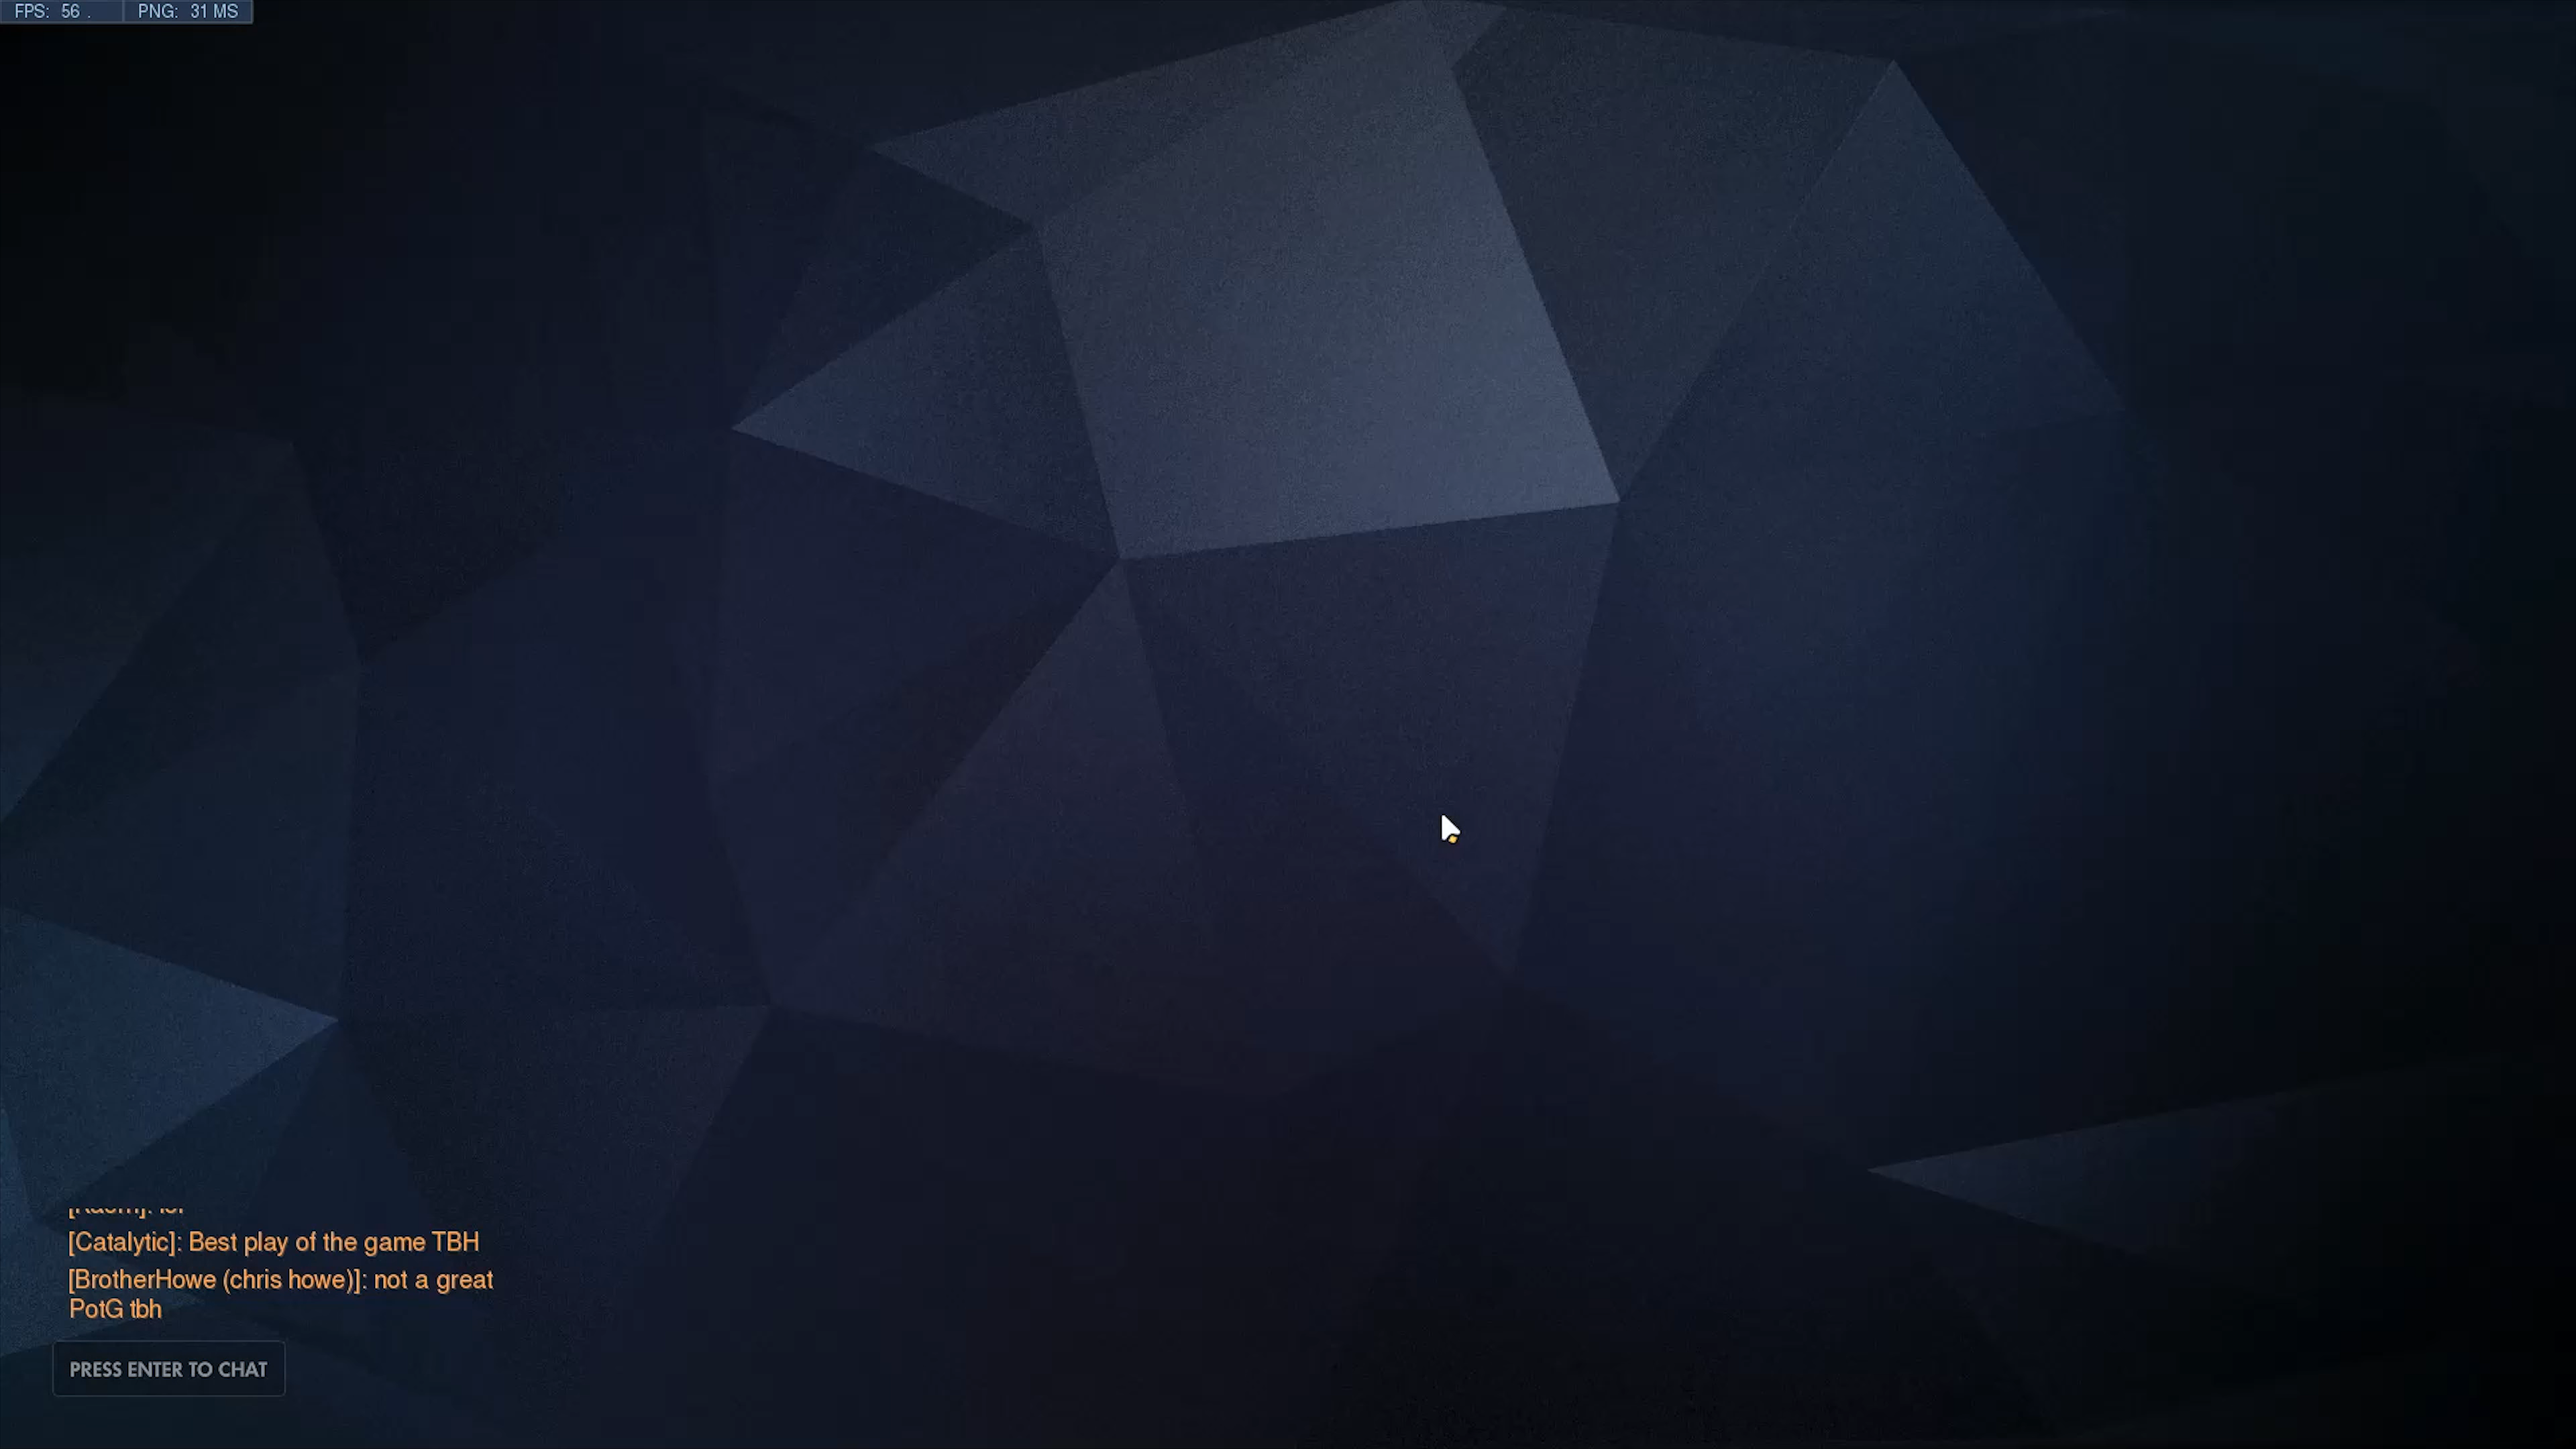 FPS: 56 .
PNG: 31 MS
[Catalytic]: Best play of the game TBH
[BrotherHowe (chris howe)]: not a great
PotG tbh
PRESS ENTER TO CHAT